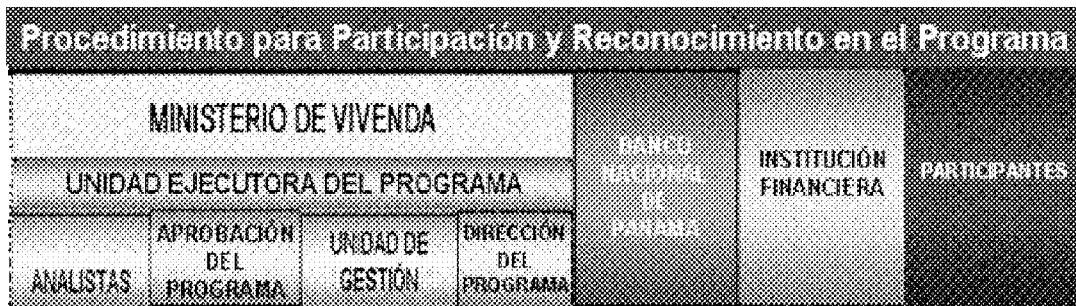 Procedimiento para Participación y Reconocimiento en el Programa
MINISTERIO DE VIVENDA
UNIDAD EJECUTORA DEL PROGRAMA
ANALISTAS
APROBACIÓN
DEL
PROGRAMA
UNIDAD DE
GESTIÓN
DIRECCIÓN
DEL
PROGRAMA
BANCO
NACIONAL
DE
PANAMA
INSTITUCIÓN
FINANCIERA
PARTICIPANTES